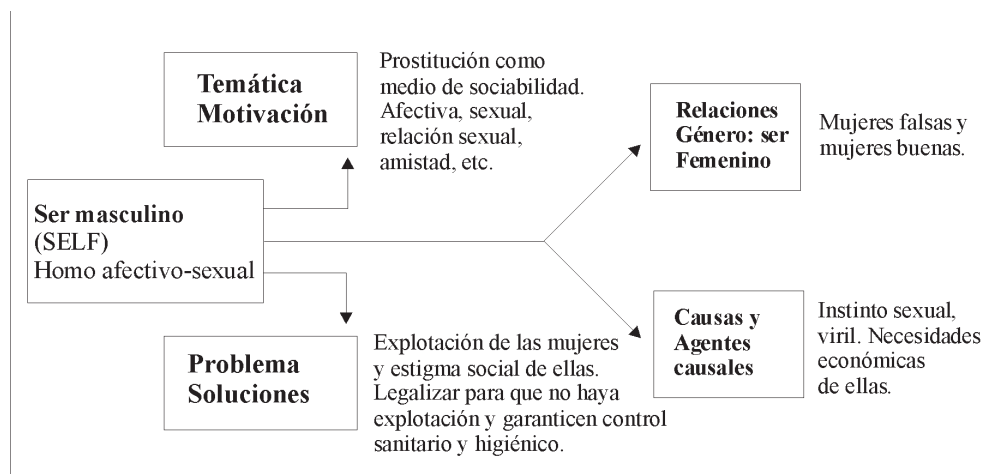 Temática
Motivación
Prostitución como
medio de sociabilidad.
Afectiva, sexual,
relación sexual,
amistad, etc.
Relaciones
Género: ser
Femenino
Mujeres falsas y
mujeres buenas.
Ser masculino
(SELF)
Homo afectivo-sexual
Problema
Soluciones
Explotación de las mujeres
y estigma social de ellas.
Legalizar para que no haya
explotación y garanticen control
sanitario y higiénico.
Causas y
Agentes
causales
Instinto sexual,
viril. Necesidades
económicas
de ellas.